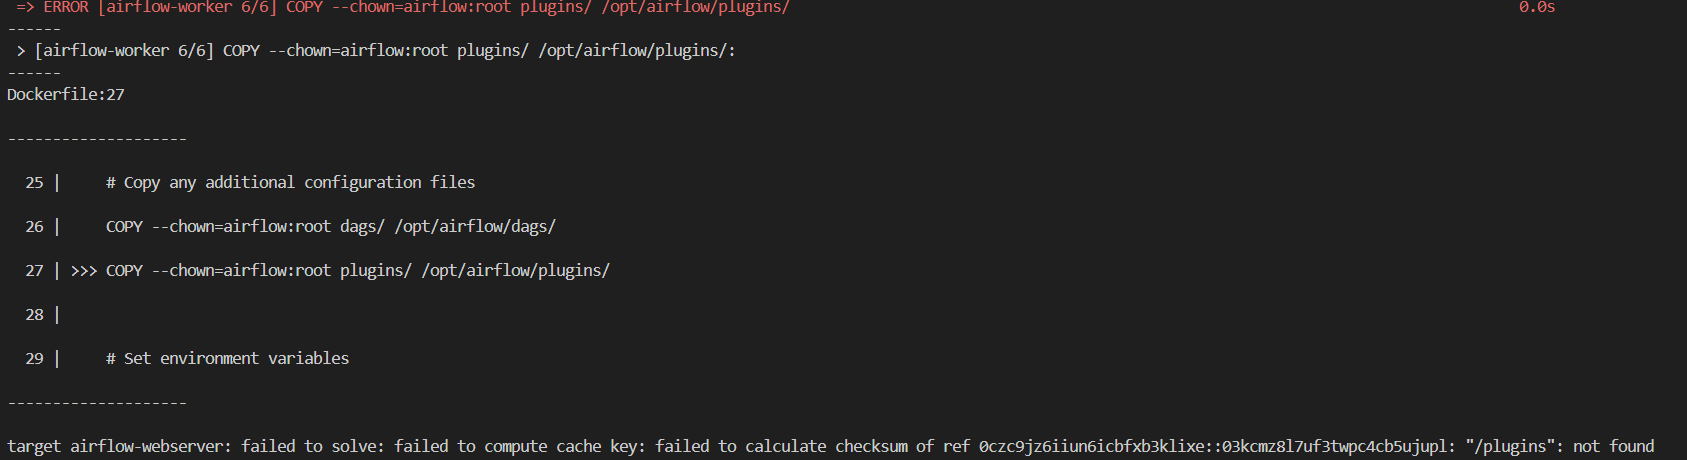 => ERROR [airflow-worker 6/6] COPY --chown=airflow:root plugins/ /opt/airflow/plugins/ 0.0s
------
> [airflow-worker 6/6] COPY --chown=airflow:root plugins/ /opt/airflow/plugins/:
------
Dockerfile:27
--------------------
25 | # Copy any additional configuration files
26 | COPY --chown=airflow:root dags/ /opt/airflow/dags/
27 | >>> COPY --chown=airflow:root plugins/ /opt/airflow/plugins/
28 |
29 | # Set environment variables
--------------------
target airflow-webserver: failed to solve: failed to compute cache key: failed to calculate checksum of ref 0czc9jz6iiun6icbfxb3klixe::03kcmz8l7uf3twpc4cb5ujupl: "/plugins": not found